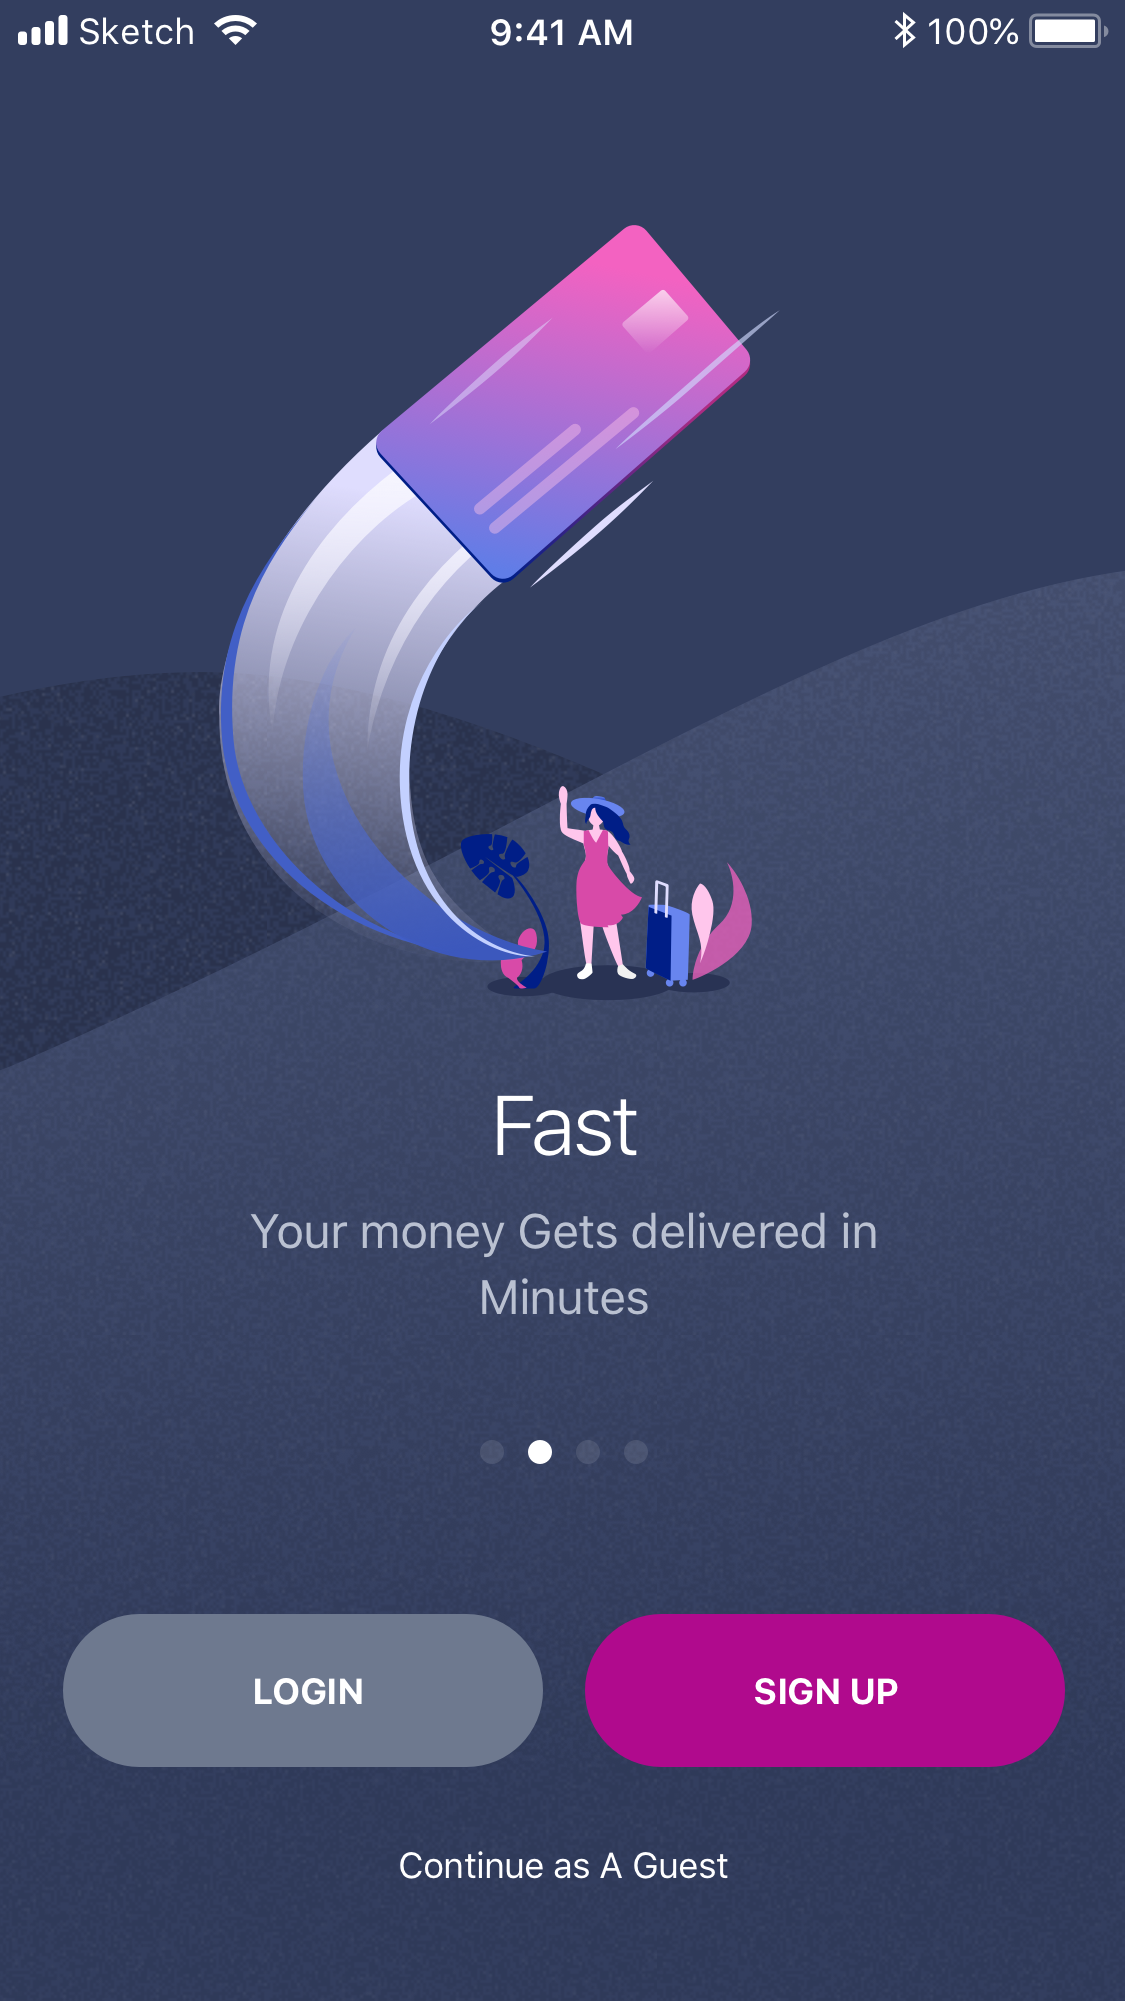 Sketch 9:41 AM 100%
Fast
Your money Gets delivered in
Minutes
LOGIN SIGN UP
Continue as A Guest